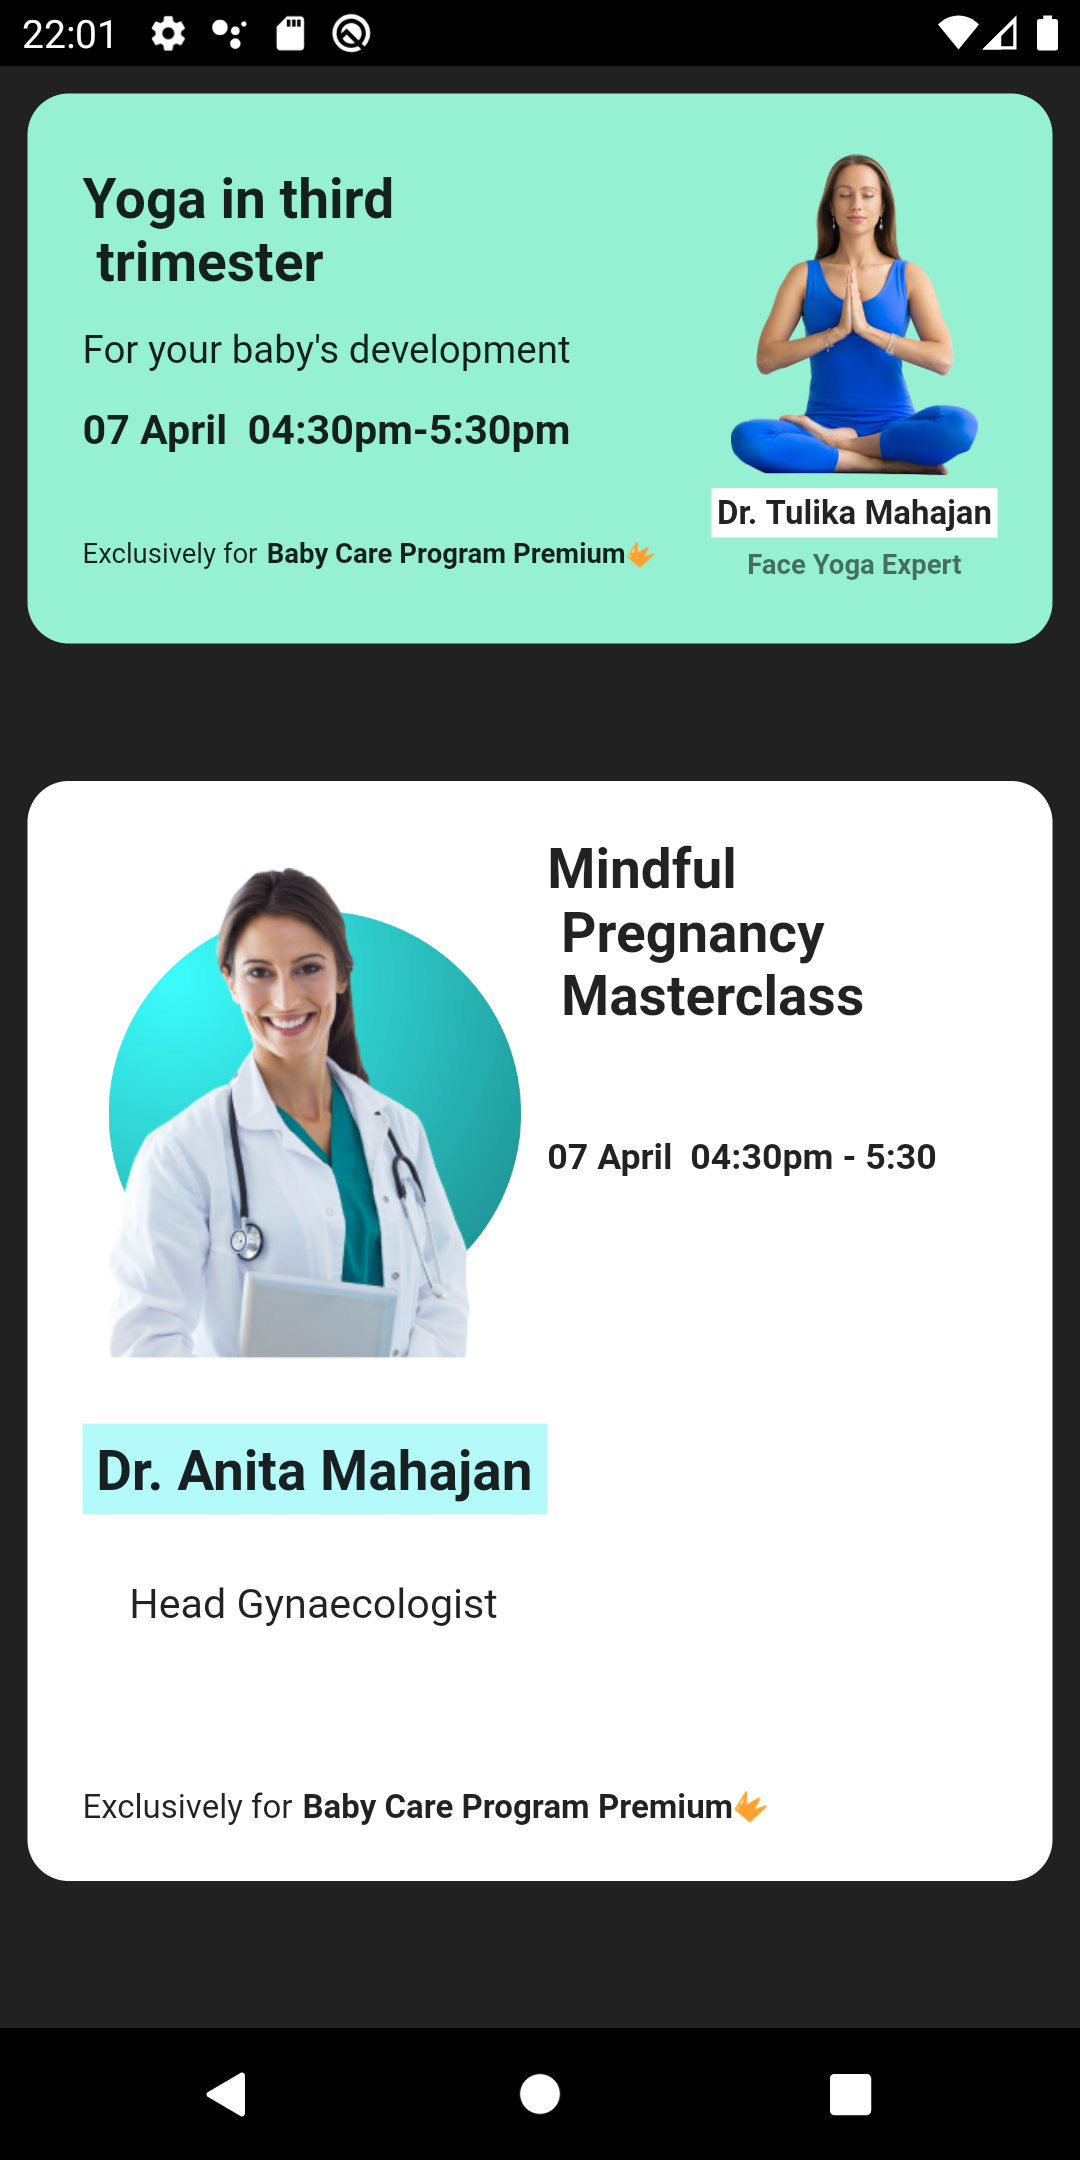 22:01
Yoga in third
trimester
For your baby's development
07 April 04:30pm-5:30pm
Exclusively for Baby Care Program Premium
Dr. Tulika Mahajan
Face Yoga Expert
Mindful
Pregnancy
Masterclass
07 April 04:30pm - 5:30
Dr. Anita Mahajan
Head Gynaecologist
Exclusively for Baby Care Program Premium